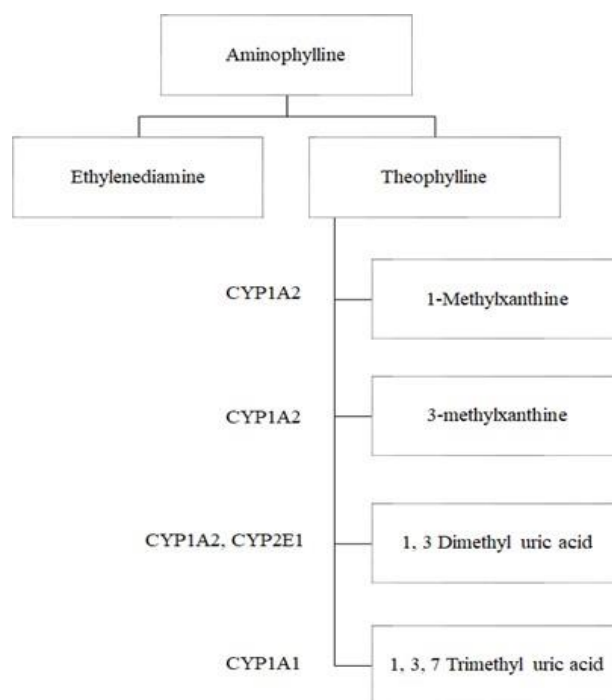 Aminophylline
Ethylenediamine
Theophylline
CYP1A2
1-Methylxanthine
CYP1A2
3-methylxanthine
CYP1A2, CYP2E1
1, 3 Dimethyl uric acid
CYP1A1
1, 3, 7 Trimethyl uric acid